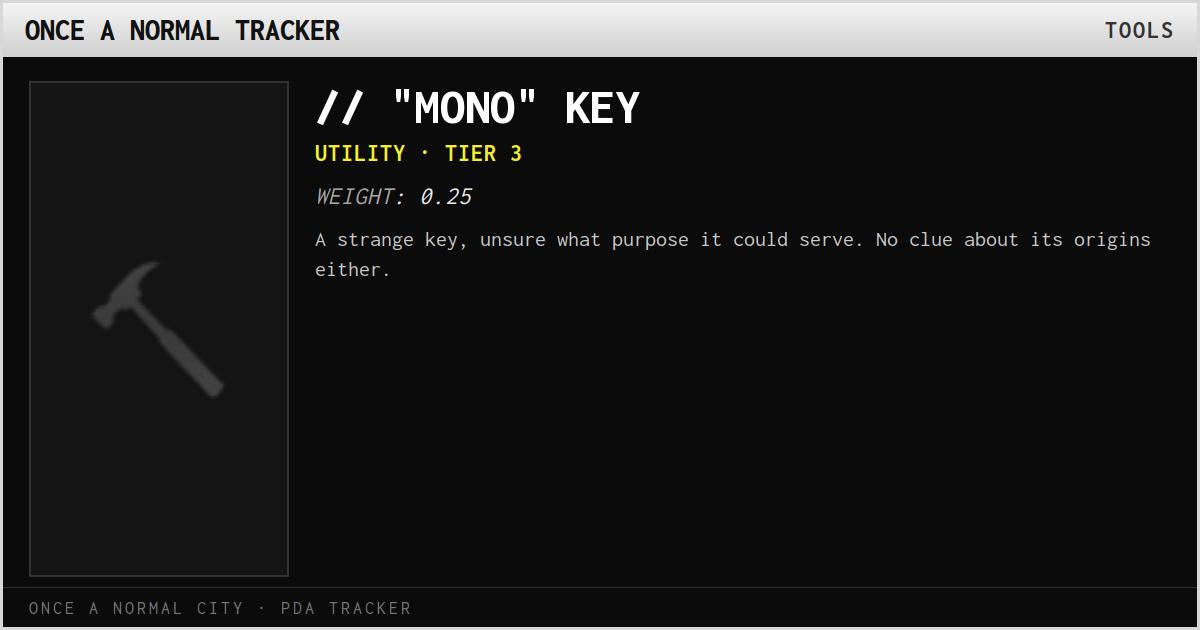 ONCE A NORMAL TRACKER
TOOLS
// "MONO" KEY
UTILITY · TIER 3
WEIGHT: 0.25
A strange key, unsure what purpose it could serve. No clue about its origins
either.
ONCE A NORMAL CITY · PDA TRACKER